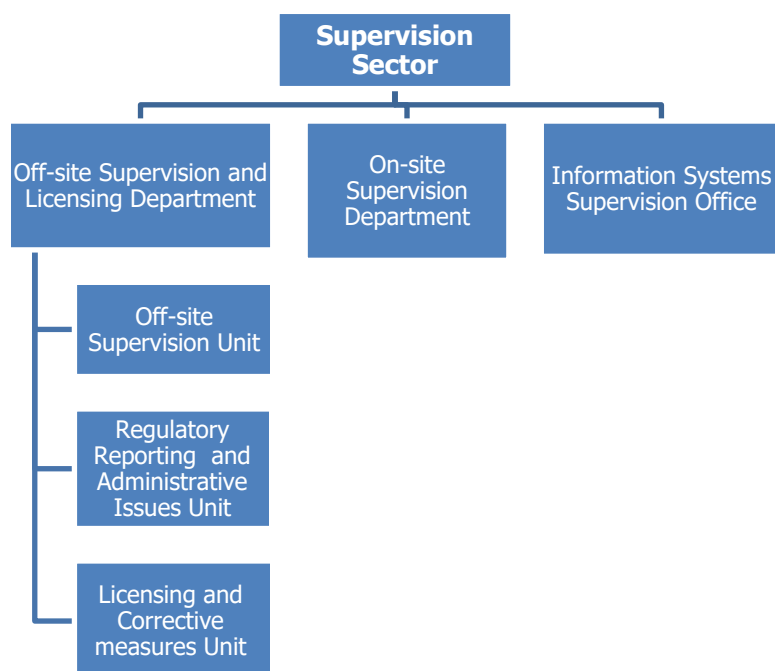 Supervision
Sector
Off-site Supervision and
Licensing Department
On-site
Supervision
Department
Information Systems
Supervision Office
Off-site
Supervision Unit
Regulatory
Reporting  and
Administrative
Issues Unit
Licensing and
Corrective
measures Unit